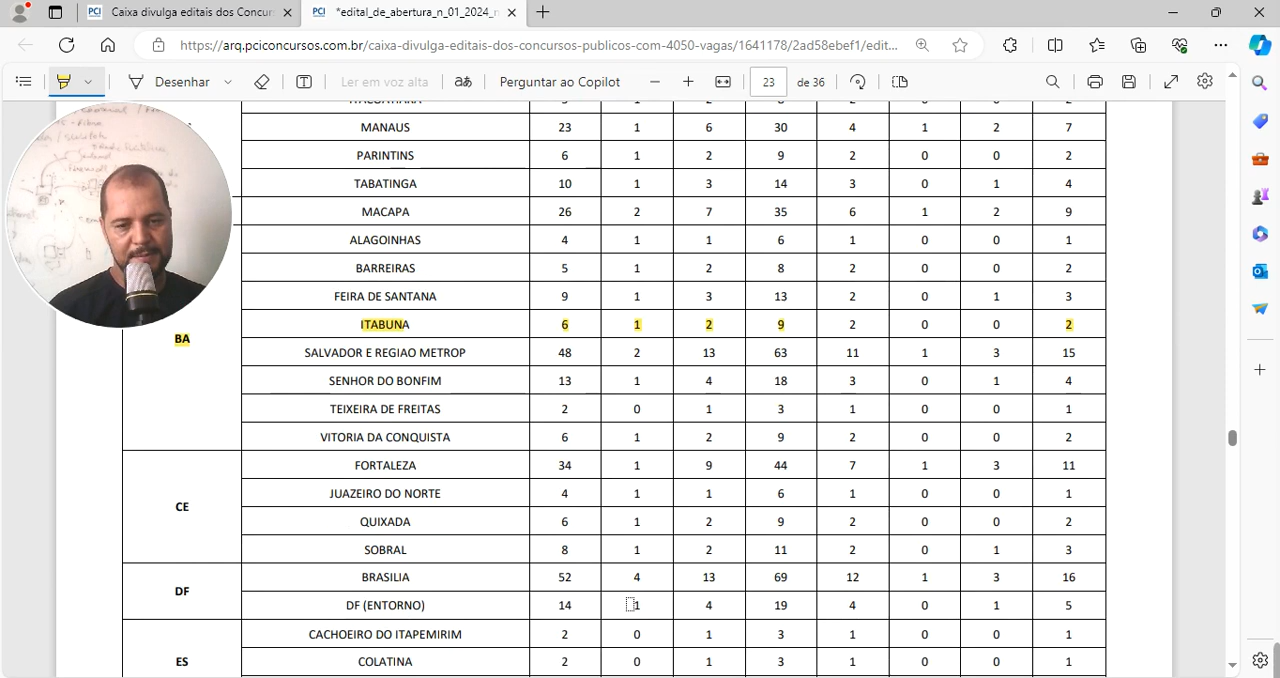 PCI Caixa divulga editais dos Concur
PCI *edital_de_abertura_n_01_2024_n
https://arq.pciconcursos.com.br/caixa-divulga-editais-dos-concursos-publicos-com-4050-vagas/1641178/2ad58ebef1/edit...
Desenhar Ler em voz alta aあ Perguntar ao Copilot 23 de 36
MANAUS 23 1 6 30 4 1 2 7
PARINTINS 6 1 2 9 2 0 0 2
TABATINGA 10 1 3 14 3 0 1 4
MACAPA 26 2 7 35 6 1 2 9
ALAGOINHAS 4 1 1 6 1 0 0 1
BARREIRAS 5 1 2 8 2 0 0 2
FEIRA DE SANTANA 9 1 3 13 2 0 1 3
ITABUNA 6 1 2 9 2 0 0 2
BA
SALVADOR E REGIAO METROP 48 2 13 63 11 1 3 15
SENHOR DO BONFIM 13 1 4 18 3 0 1 4
TEIXEIRA DE FREITAS 2 0 1 3 1 0 0 1
VITORIA DA CONQUISTA 6 1 2 9 2 0 0 2
FORTALEZA 34 1 9 44 7 1 3 11
JUAZEIRO DO NORTE 4 1 1 6 1 0 0 1
CE
QUIXADA 6 1 2 9 2 0 0 2
SOBRAL 8 1 2 11 2 0 1 3
BRASILIA 52 4 13 69 12 1 3 16
DF
DF (ENTORNO) 14 1 4 19 4 0 1 5
CACHOEIRO DO ITAPEMIRIM 2 0 1 3 1 0 0 1
ES COLATINA 2 0 1 3 1 0 0 1